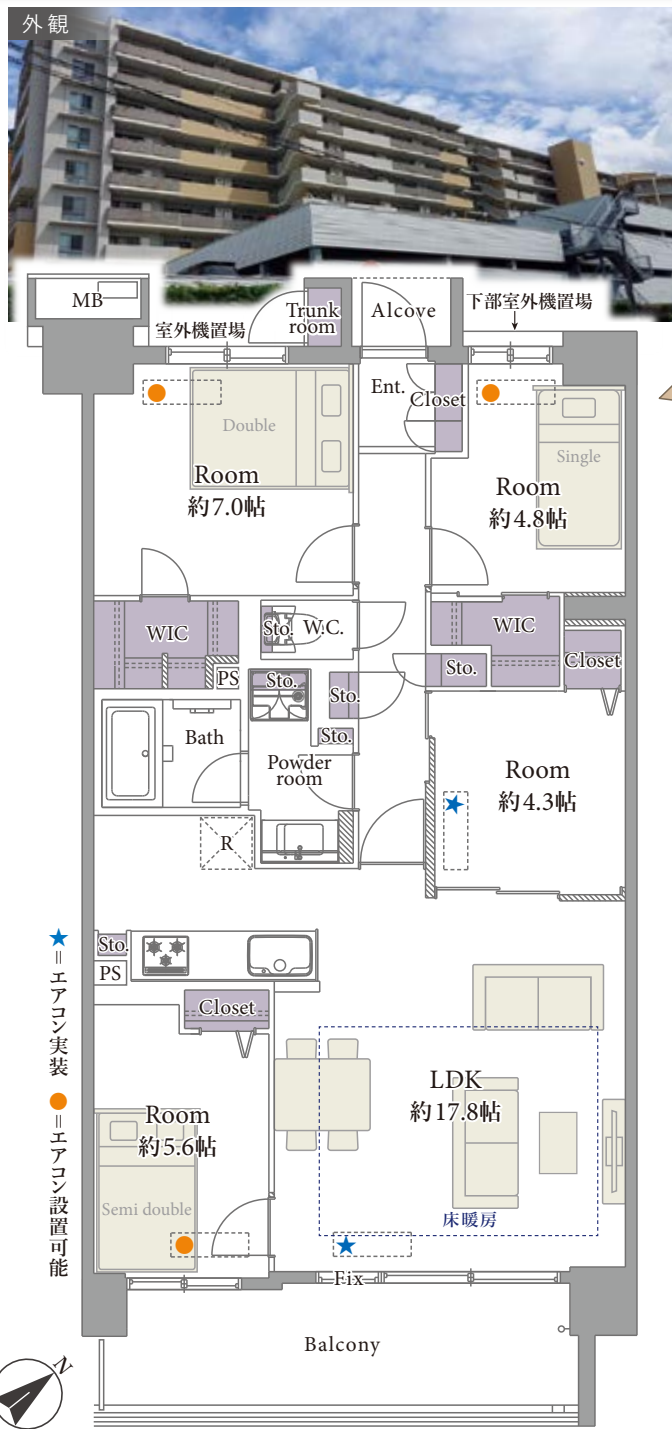 外観
MB
室外機置場
Trunk
room
Alcove
下部室外機置場
Ent.
Closet
Double
Room
約7.0帖
Single
Room
約4.8帖
WIC
Sto.
W.C.
WIC
PS
Sto.
Sto.
Sto.
Closet
Sto.
Bath
Powder
room
Room
約4.3帖
R
Sto.
PS
Closet
LDK
約17.8帖
Room
約5.6帖
Semi double
床暖房
Fix
Balcony
N
★=エアコン実装
●=エアコン設置可能